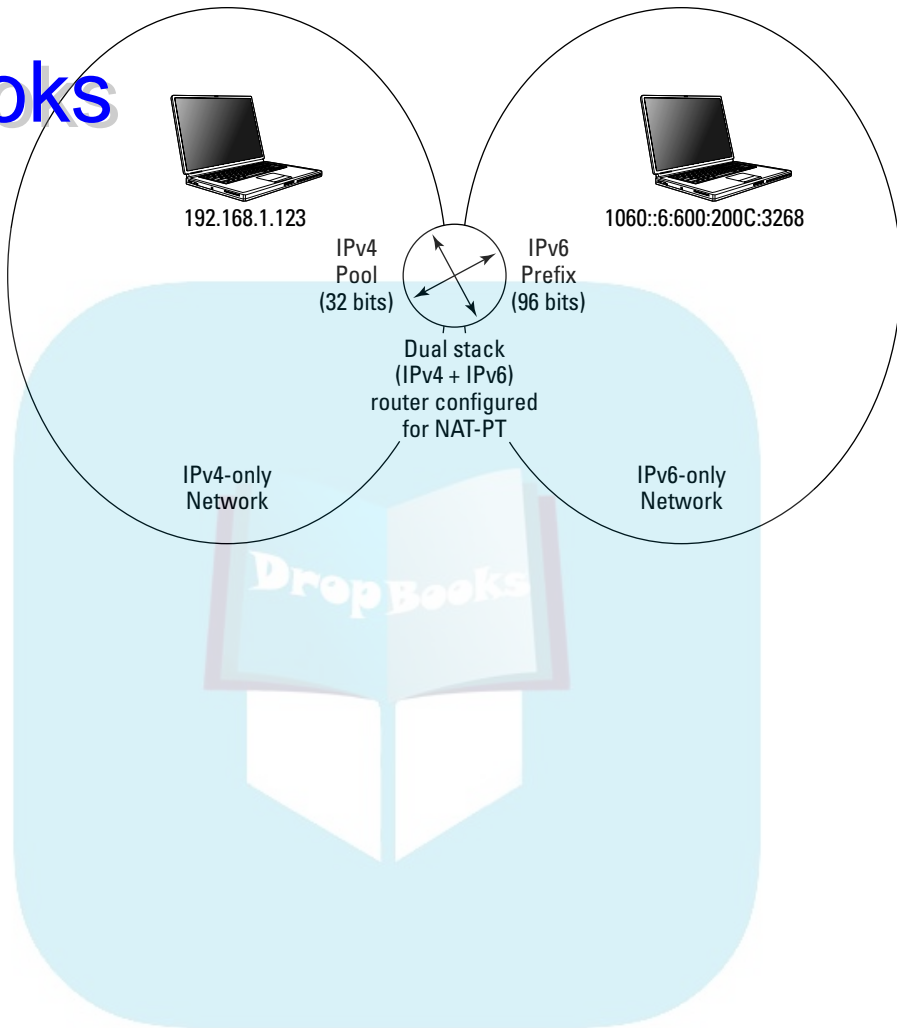 oks
192.168.1.123
1060::6:600:200C:3268
IPv4
Pool
(32 bits)
IPv6
Prefix
(96 bits)
Dual stack
(IPv4 + IPv6)
router configured
for NAT-PT
IPv4-only
Network
IPv6-only
Network
DropBooks